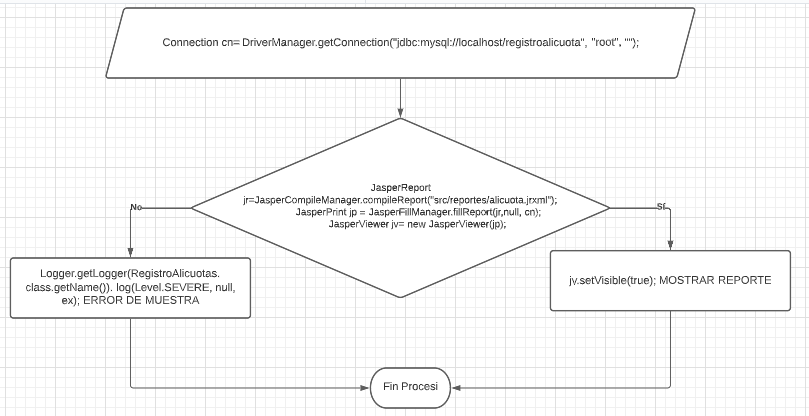 Connection cn= DriverManager.getConnection("jdbc:mysql://localhost/registroalicuota", "root", "");
JasperReport
jr=JasperCompileManager.compileReport("src/reportes/alicuota.jrxml");
JasperPrint jp = JasperFillManager.fillReport(jr,null, cn);
JasperViewer jv= new JasperViewer(jp);
No
Sí
Logger.getLogger(RegistroAlicuotas.
class.getName()). log(Level.SEVERE, null,
ex); ERROR DE MUESTRA
jv.setVisible(true); MOSTRAR REPORTE
Fin Procesi